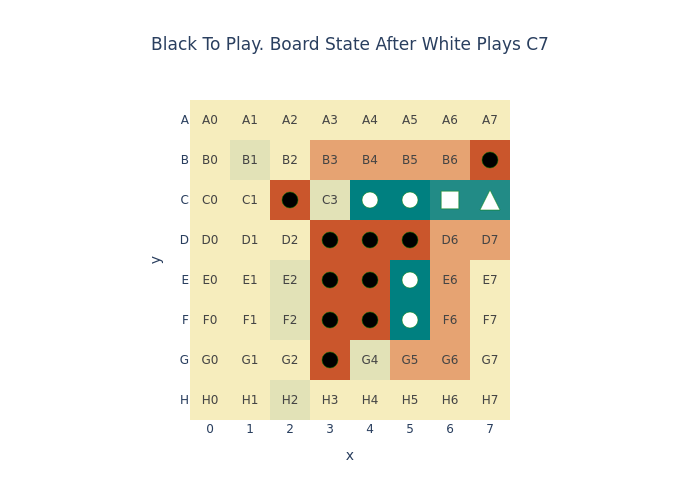 Black To Play. Board State After White Plays C7
A A0 A1 A2 A3 A4 A5 A6 A7
B B0 B1 B2 B3 B4 B5 B6
C C0 C1 C3
D D0 D1 D2 D6 D7
E E0 E1 E2 E6 E7
F F0 F1 F2 F6 F7
G G0 G1 G2 G4 G5 G6 G7
H H0 H1 H2 H3 H4 H5 H6 H7
0 1 2 3 4 5 6 7
x
y